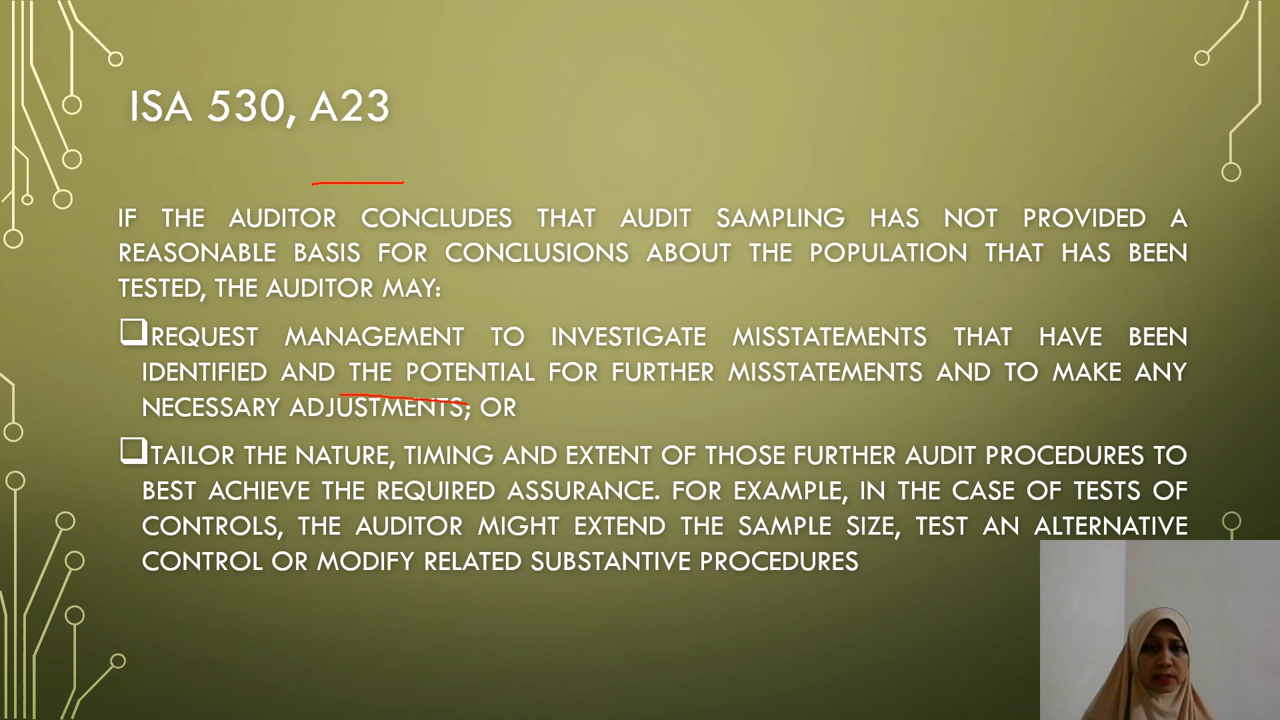 ISA 530, A23
IF THE AUDITOR CONCLUDES THAT AUDIT SAMPLING HAS NOT PROVIDED A
REASONABLE BASIS FOR CONCLUSIONS ABOUT THE POPULATION THAT HAS BEEN
TESTED, THE AUDITOR MAY:
REQUEST MANAGEMENT TO INVESTIGATE MISSTATEMENTS THAT HAVE BEEN
IDENTIFIED AND THE POTENTIAL FOR FURTHER MISSTATEMENTS AND TO MAKE ANY
NECESSARY ADJUSTMENTS; OR
TAILOR THE NATURE, TIMING AND EXTENT OF THOSE FURTHER AUDIT PROCEDURES TO
BEST ACHIEVE THE REQUIRED ASSURANCE. FOR EXAMPLE, IN THE CASE OF TESTS OF
CONTROLS, THE AUDITOR MIGHT EXTEND THE SAMPLE SIZE, TEST AN ALTERNATIVE
CONTROL OR MODIFY RELATED SUBSTANTIVE PROCEDURES